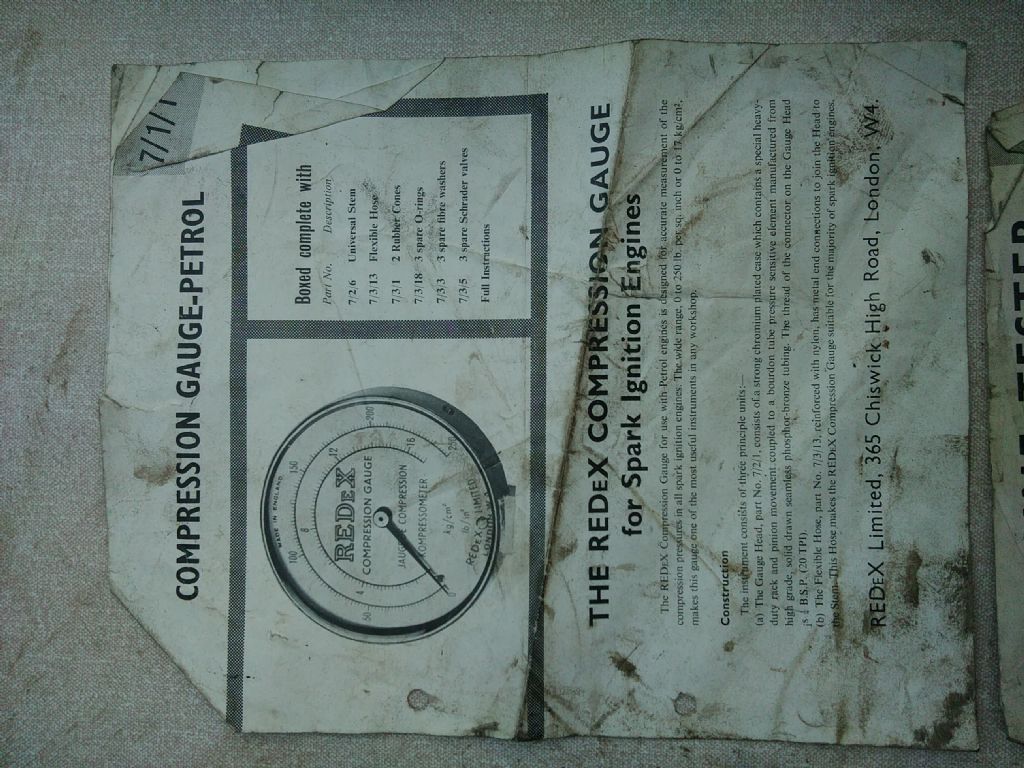 7/1/1
COMPRESSION GAUGE-PETROL
MADE IN ENGLAND
50
100
150
200
250
0
4
8
12
16
REDEX
COMPRESSION GAUGE
COMPRESSION
KOMPRESSOMETER
kg/cm²
lb/in²
REDEX LIMITED
LONDON
Boxed complete with
Part No. Description
7/2/6 Universal Stem
7/3/13 Flexible Hose
7/3/1 2 Rubber Cones
7/3/18 3 spare O-rings
7/3/3 3 spare fibre washers
7/3/5 3 spare Schrader valves
Full Instructions
THE REDEX COMPRESSION GAUGE
for Spark Ignition Engines
The REDEX Compression Gauge for use with Petrol engines is designed for accurate measurement of the
compression pressures in all spark ignition engines. The wide range, 0 to 250 lb. per sq. inch or 0 to 17 kg/cm²,
makes this gauge one of the most useful instruments in any workshop.
Construction
The instrument consists of three principle units:—
(a) The Gauge Head, part No. 7/2/1, consists of a strong chromium plated case which contains a special heavy-
duty rack and pinion movement coupled to a bourdon tube pressure sensitive element manufactured from
high grade, solid drawn seamless phosphor-bronze tubing. The thread of the connector on the Gauge Head
is B.S.P. (20 TPI).
(b) The Flexible Hose, part No. 7/3/13, reinforced with nylon, has metal end connections to join the Head to
the Stem. This Hose makes the REDEX Compression Gauge suitable for the majority of spark ignition engines.
REDEX Limited, 365 Chiswick High Road, London, W4.
TESTER